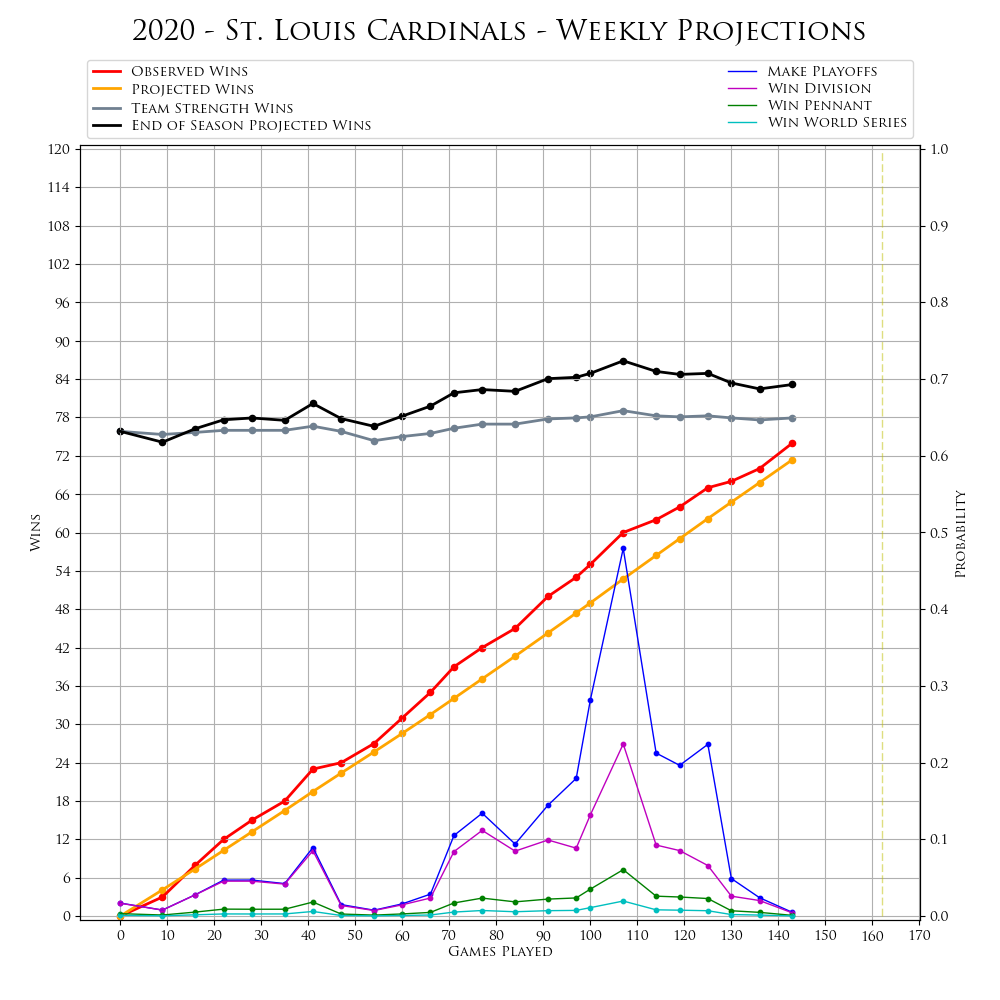 2020 - St. Louis Cardinals - Weekly Projections
Observed Wins
Projected Wins
Team Strength Wins
End of Season Projected Wins
Make Playoffs
Win Division
Win Pennant
Win World Series
120
114
108
102
96
90
84
78
72
66
60
54
48
42
36
30
24
18
12
6
0
Wins
1.0
0.9
0.8
0.7
0.6
0.5
0.4
0.3
0.2
0.1
0.0
Probability
0 10 20 30 40 50 60 70 80 90 100 110 120 130 140 150 160 170
Games Played